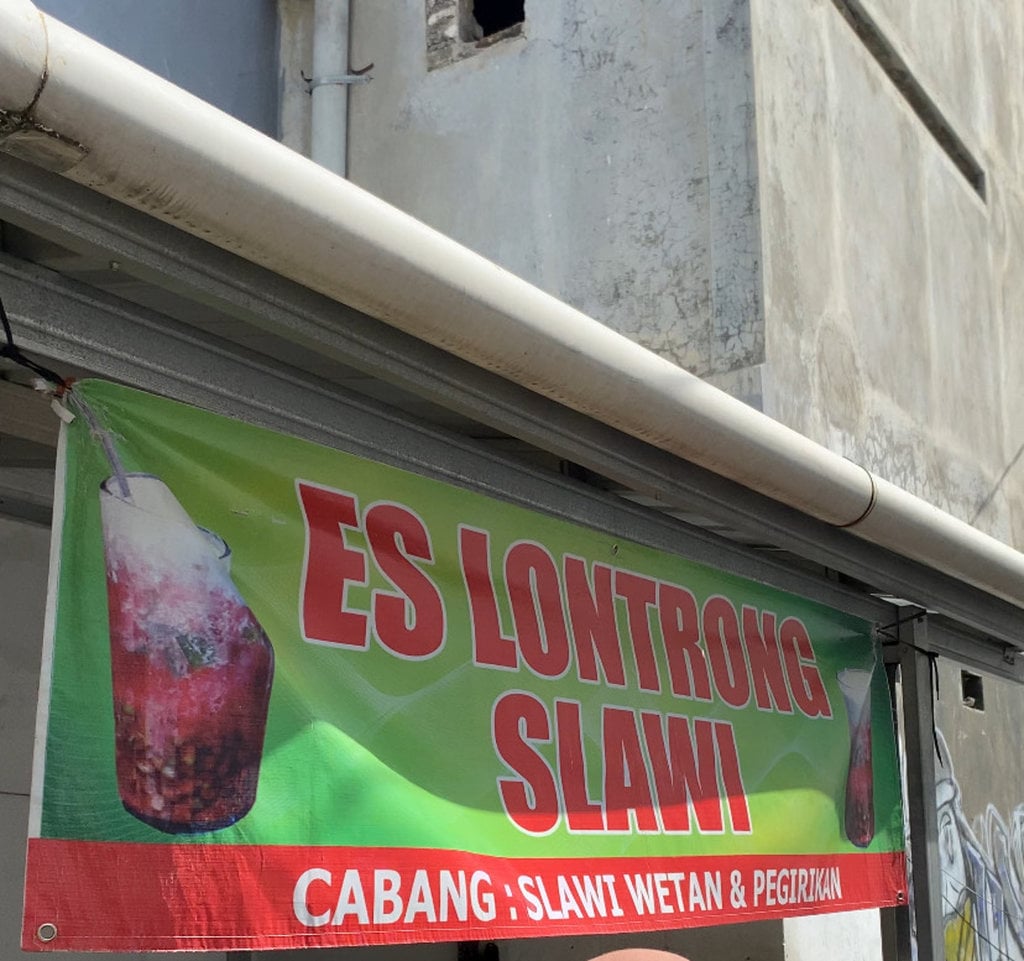 ES LONTRONG
SLAWI
CABANG : SLAWI WETAN & PEGIRIKAN